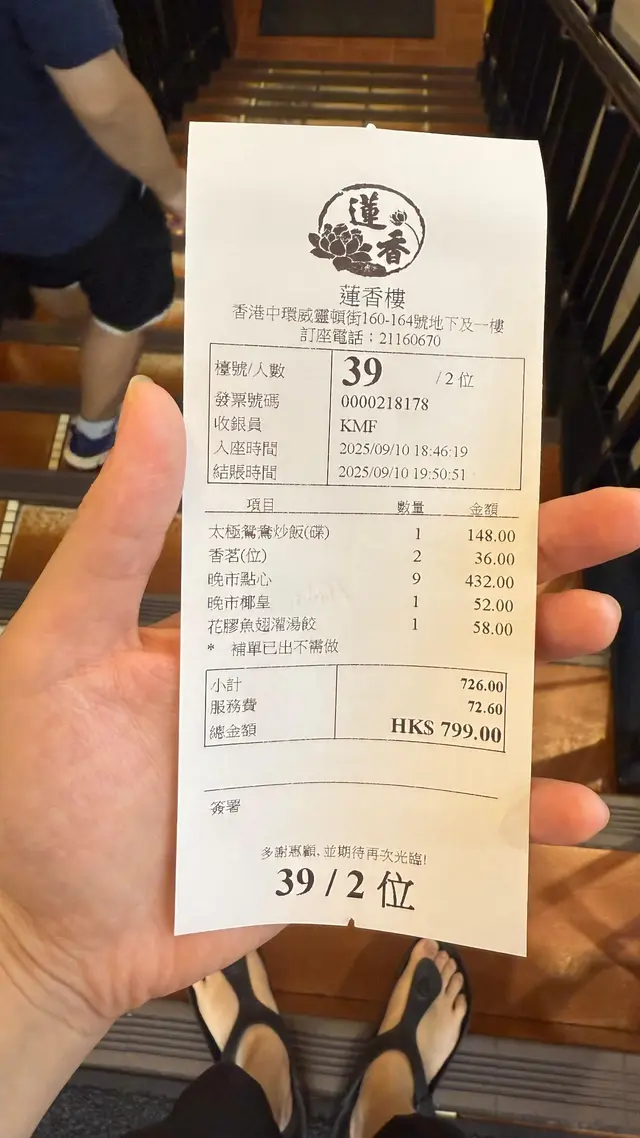 蓮香
蓮香樓
香港中環威靈頓街160-164號地下及一樓
訂座電話：21160670
檯號/人數 39 /2 位
發票號碼 0000218178
收銀員 KMF
入座時間 2025/09/10 18:46:19
結賬時間 2025/09/10 19:50:51
項目 數量 金額
太極鴛鴦炒飯(碟) 1 148.00
香茗(位) 2 36.00
晚市點心 9 432.00
晚市椰皇 1 52.00
花膠魚翅灌湯餃 1 58.00
* 補單已出不需做
小計 726.00
服務費 72.60
總金額 HK$ 799.00
簽署
多謝惠顧, 並期待再次光臨!
39 / 2 位